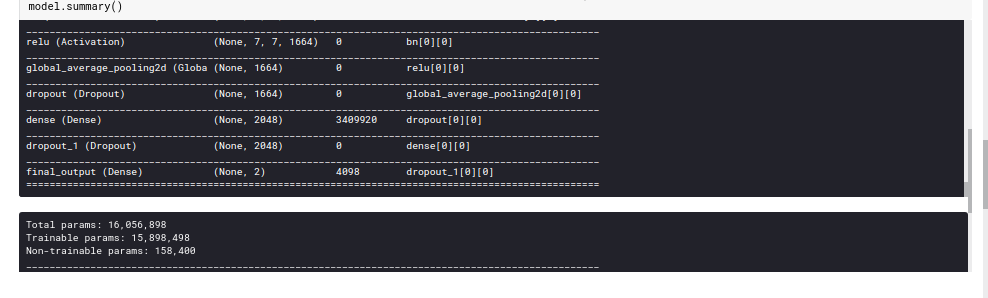 model.summary()
relu (Activation) (None, 7, 7, 1664) 0 bn[0][0]
global_average_pooling2d (Globa (None, 1664) 0 relu[0][0]
dropout (Dropout) (None, 1664) 0 global_average_pooling2d[0][0]
dense (Dense) (None, 2048) 3409920 dropout[0][0]
dropout_1 (Dropout) (None, 2048) 0 dense[0][0]
final_output (Dense) (None, 2) 4098 dropout_1[0][0]
Total params: 16,056,898
Trainable params: 15,898,498
Non-trainable params: 158,400